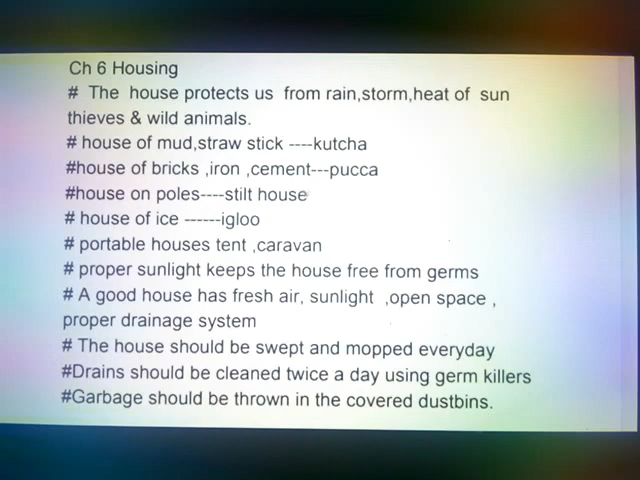 Ch 6 Housing
# The house protects us from rain,storm,heat of sun
thieves & wild animals.
# house of mud,straw stick ----kutcha
#house of bricks ,iron ,cement---pucca
#house on poles----stilt house
# house of ice ------igloo
# portable houses tent ,caravan
# proper sunlight keeps the house free from germs
# A good house has fresh air, sunlight ,open space ,
proper drainage system
# The house should be swept and mopped everyday
#Drains should be cleaned twice a day using germ killers
#Garbage should be thrown in the covered dustbins.